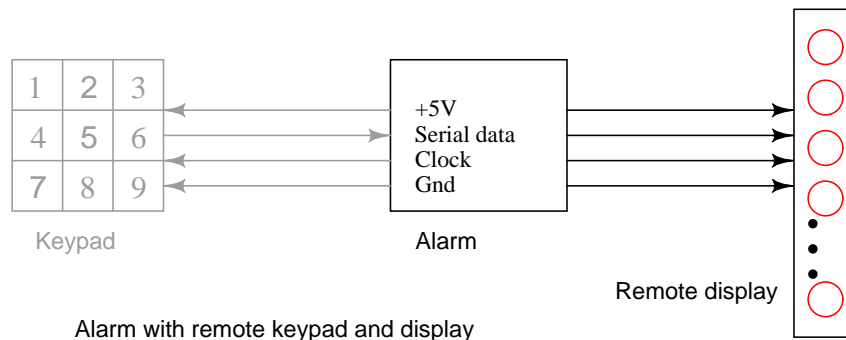 1 2 3
4 5 6
7 8 9
Keypad
+5V
Serial data
Clock
Gnd
Alarm
Remote display
Alarm with remote keypad and display